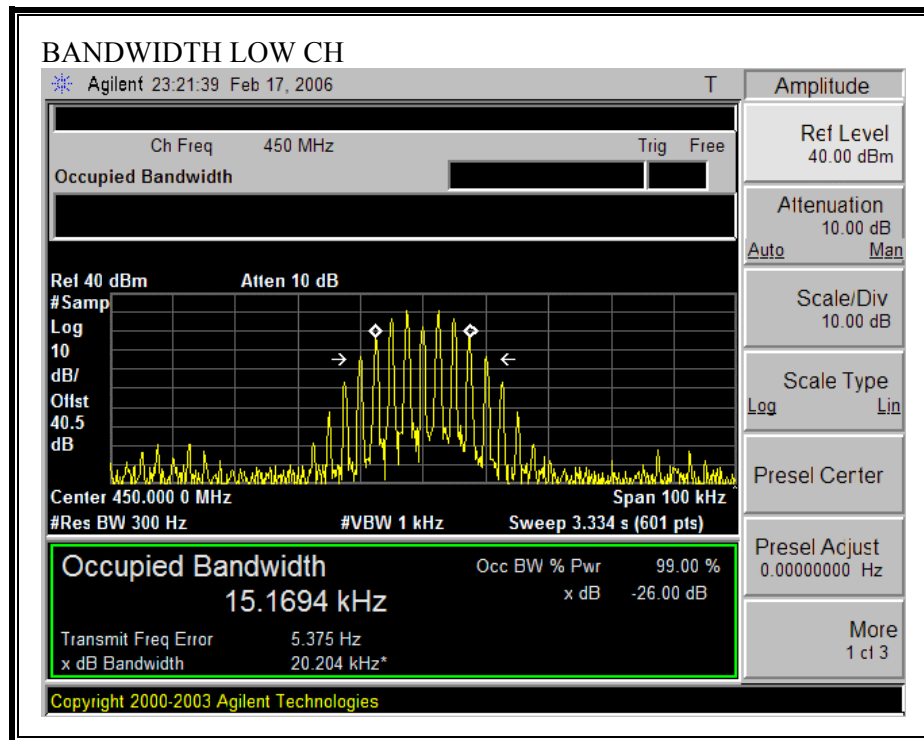 BANDWIDTH LOW CH
Agilent 23:21:39 Feb 17, 2006 T
Ch Freq 450 MHz Trig Free
Occupied Bandwidth
Ref 40 dBm Atten 10 dB
#Samp
Log
10
dB/
Offst
40.5
dB
Center 450.000 0 MHz Span 100 kHz
#Res BW 300 Hz #VBW 1 kHz Sweep 3.334 s (601 pts)
Occupied Bandwidth
15.1694 kHz
Occ BW % Pwr 99.00 %
x dB -26.00 dB
Transmit Freq Error 5.375 Hz
x dB Bandwidth 20.204 kHz*
Copyright 2000-2003 Agilent Technologies
Amplitude
Ref Level
40.00 dBm
Attenuation
10.00 dB
Auto Man
Scale/Div
10.00 dB
Scale Type
Log Lin
Presel Center
Presel Adjust
0.00000000 Hz
More
1 of 3